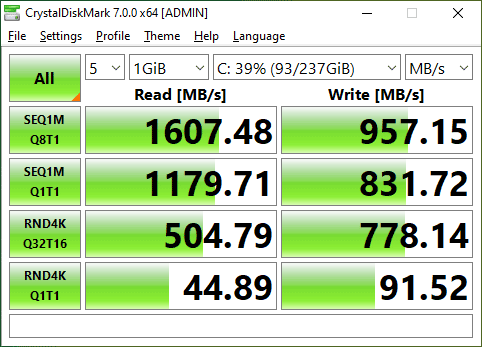 CrystalDiskMark 7.0.0 x64 [ADMIN]
File Settings Profile Theme Help Language
All 5 1GiB C: 39% (93/237GiB) MB/s
Read [MB/s] Write [MB/s]
SEQ1M
Q8T1 1607.48 957.15
SEQ1M
Q1T1 1179.71 831.72
RND4K
Q32T16 504.79 778.14
RND4K
Q1T1 44.89 91.52